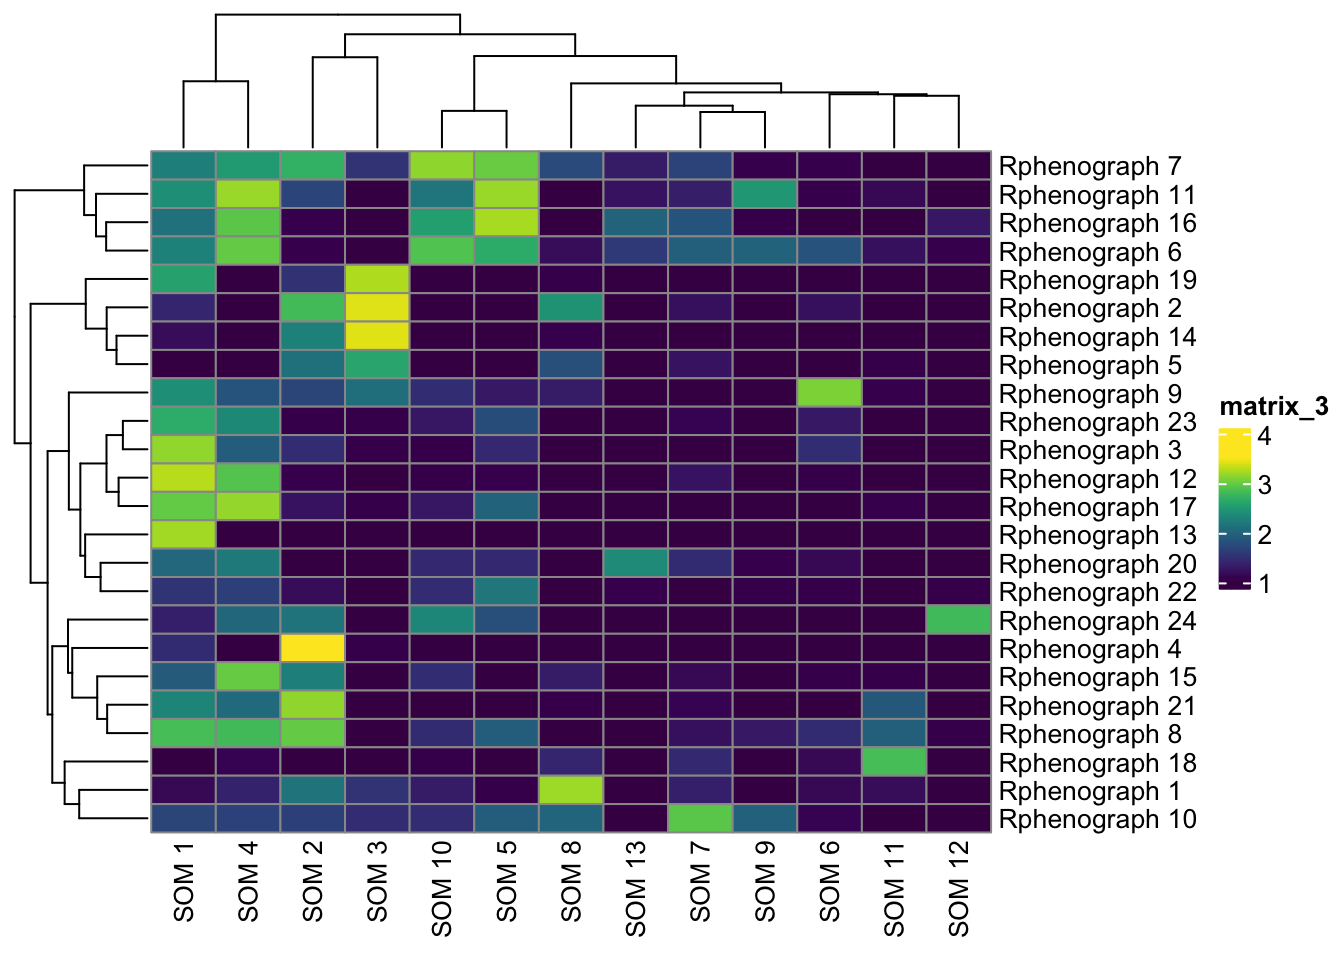 Rphenograph 7
Rphenograph 11
Rphenograph 16
Rphenograph 6
Rphenograph 19
Rphenograph 2
Rphenograph 14
Rphenograph 5
Rphenograph 9
Rphenograph 23
Rphenograph 3
Rphenograph 12
Rphenograph 17
Rphenograph 13
Rphenograph 20
Rphenograph 22
Rphenograph 24
Rphenograph 4
Rphenograph 15
Rphenograph 21
Rphenograph 8
Rphenograph 18
Rphenograph 1
Rphenograph 10
SOM 1
SOM 4
SOM 2
SOM 3
SOM 10
SOM 5
SOM 8
SOM 13
SOM 7
SOM 9
SOM 6
SOM 11
SOM 12
matrix_3
4
3
2
1